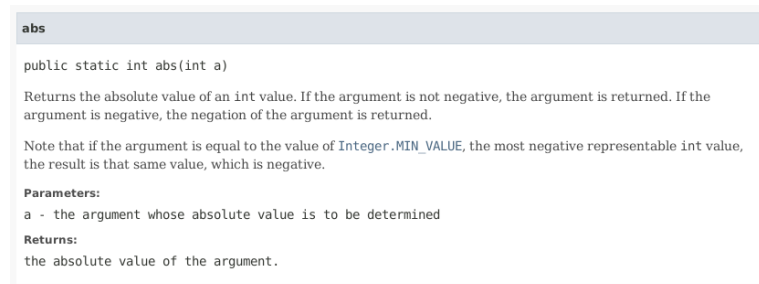 abs
public static int abs(int a)
Returns the absolute value of an int value. If the argument is not negative, the argument is returned. If the
argument is negative, the negation of the argument is returned.
Note that if the argument is equal to the value of Integer.MIN_VALUE, the most negative representable int value,
the result is that same value, which is negative.
Parameters:
a - the argument whose absolute value is to be determined
Returns:
the absolute value of the argument.